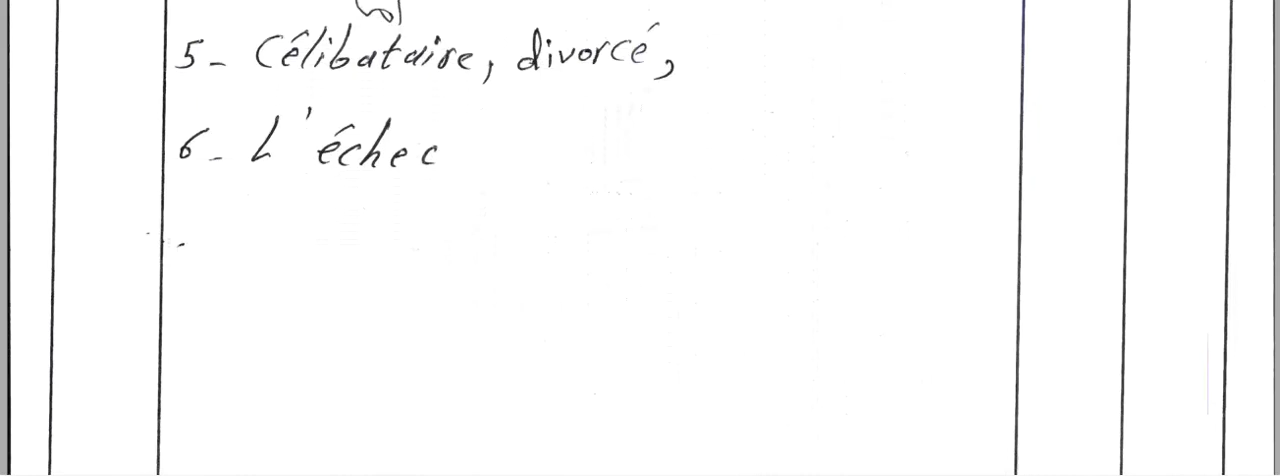 5- Célibataire, divorcé,
6- L'échec